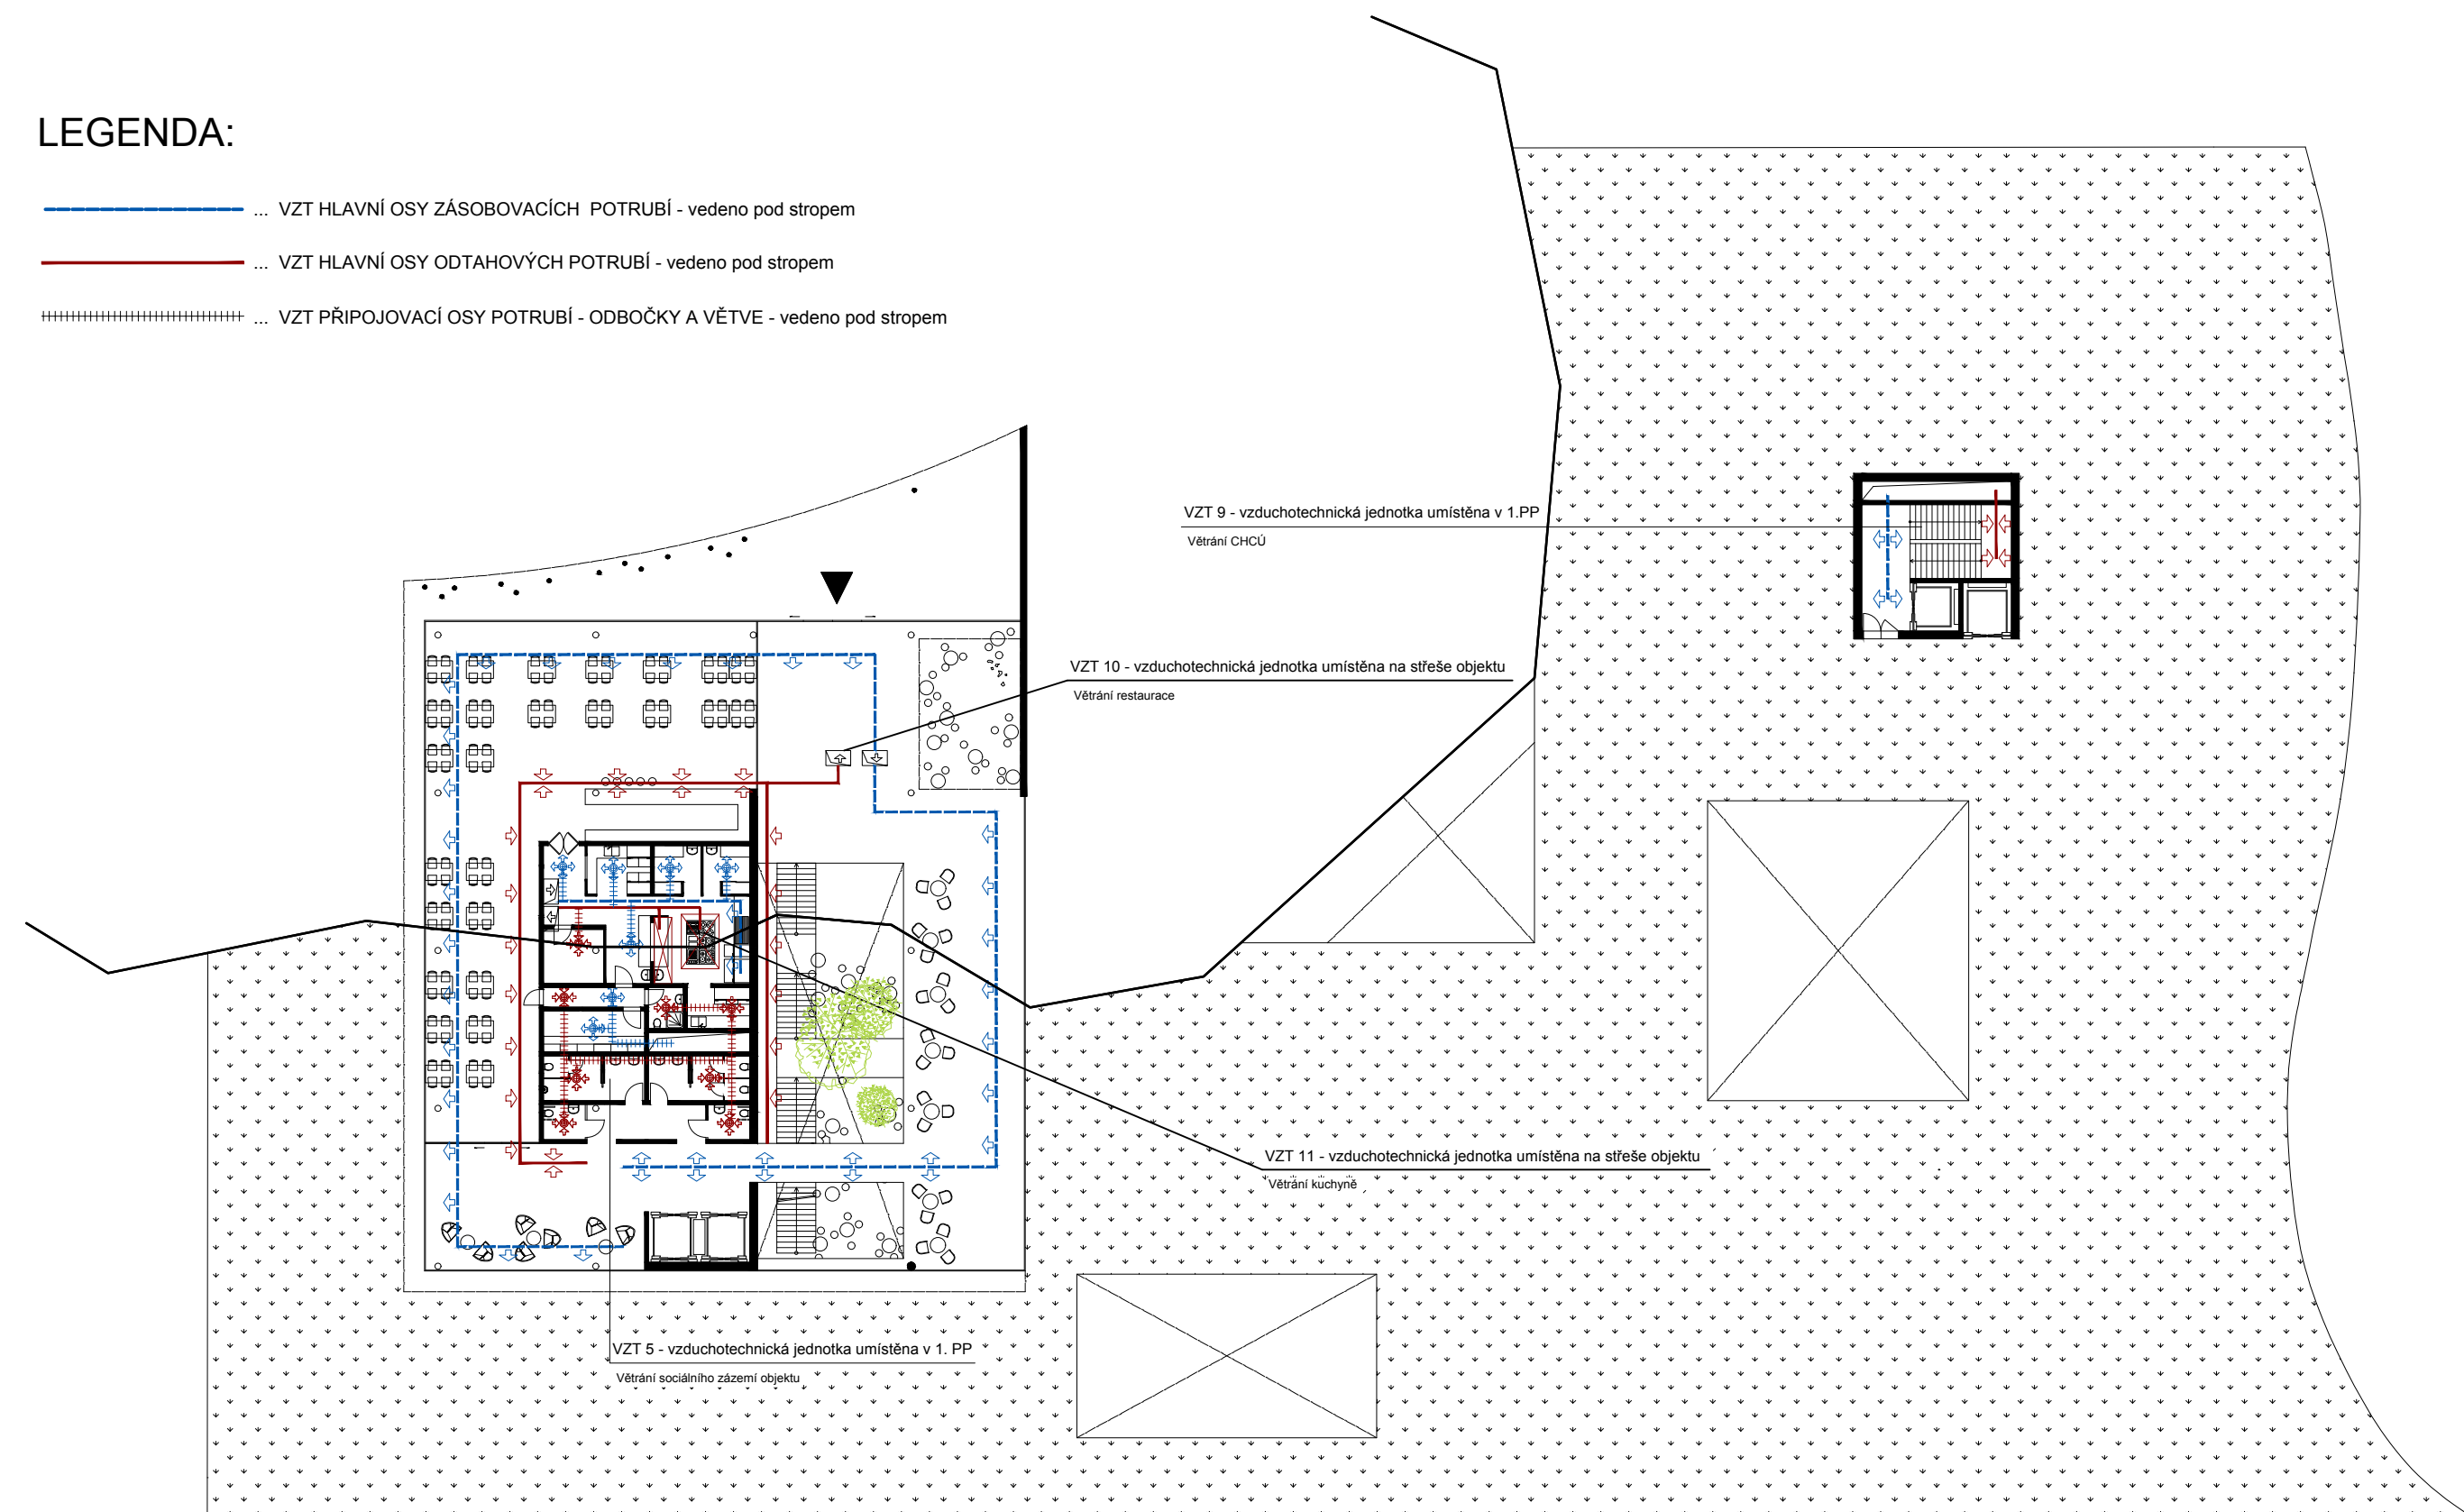 LEGENDA:
... VZT HLAVNÍ OSY ZÁSOBOVACÍCH POTRUBÍ - vedeno pod stropem
... VZT HLAVNÍ OSY ODTAHOVÝCH POTRUBÍ - vedeno pod stropem
... VZT PŘIPOJOVACÍ OSY POTRUBÍ - ODBOČKY A VĚTVE - vedeno pod stropem
VZT 9 - vzduchotechnická jednotka umístěna v 1.PP
Větrání CHCÚ
VZT 10 - vzduchotechnická jednotka umístěna na střeše objektu
Větrání restaurace
VZT 11 - vzduchotechnická jednotka umístěna na střeše objektu
Větrání kuchyně
VZT 5 - vzduchotechnická jednotka umístěna v 1. PP
Větrání sociálního zázemí objektu